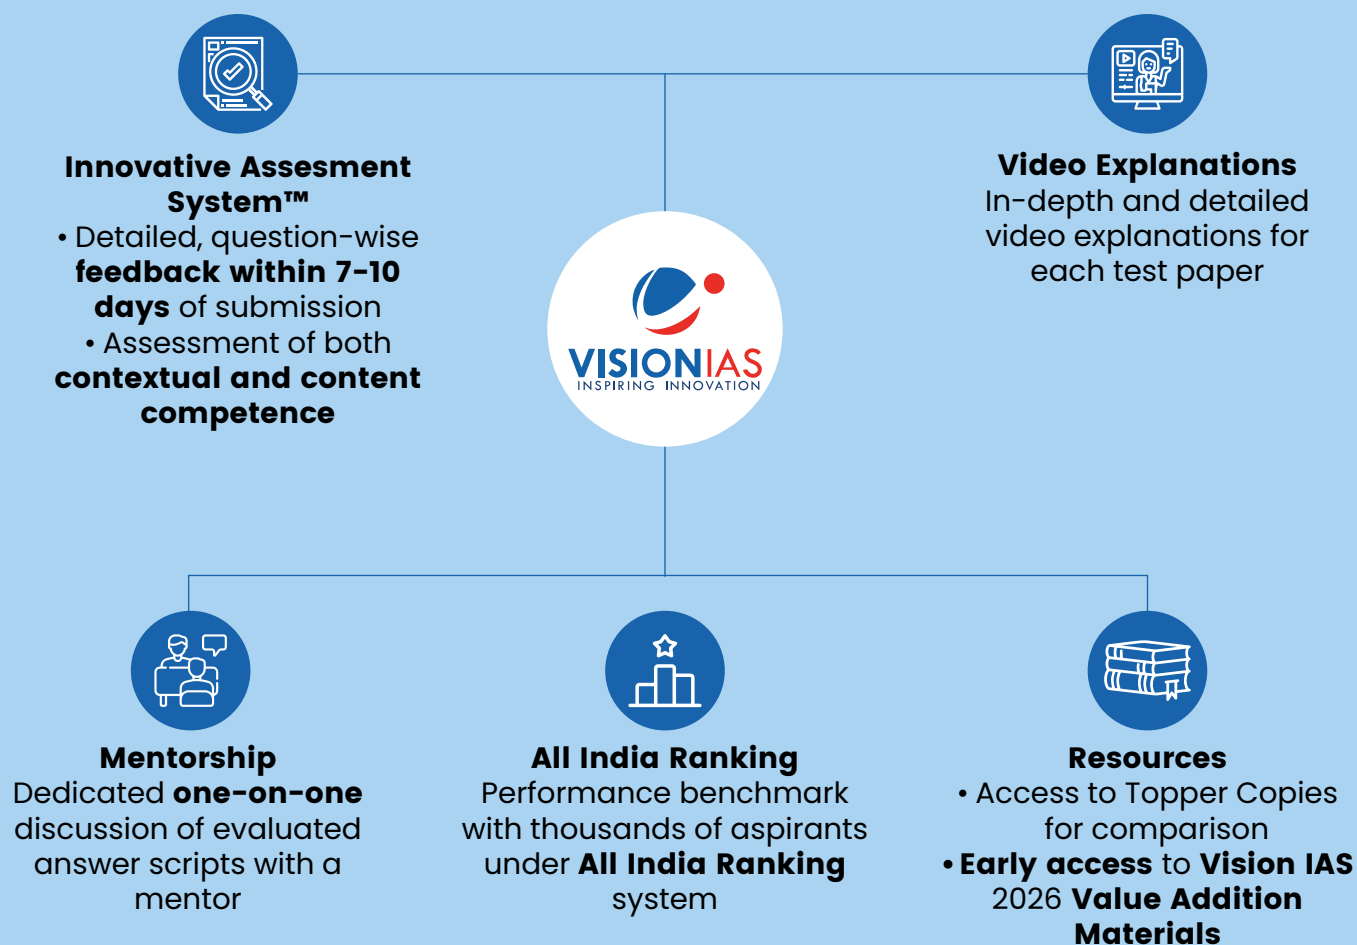 Innovative Assesment
System™
• Detailed, question-wise
feedback within 7-10
days of submission
• Assessment of both
contextual and content
competence
Video Explanations
In-depth and detailed
video explanations for
each test paper
VISIONIAS
INSPIRING INNOVATION
Mentorship
Dedicated one-on-one
discussion of evaluated
answer scripts with a
mentor
All India Ranking
Performance benchmark
with thousands of aspirants
under All India Ranking
system
Resources
• Access to Topper Copies
for comparison
• Early access to Vision IAS
2026 Value Addition
Materials